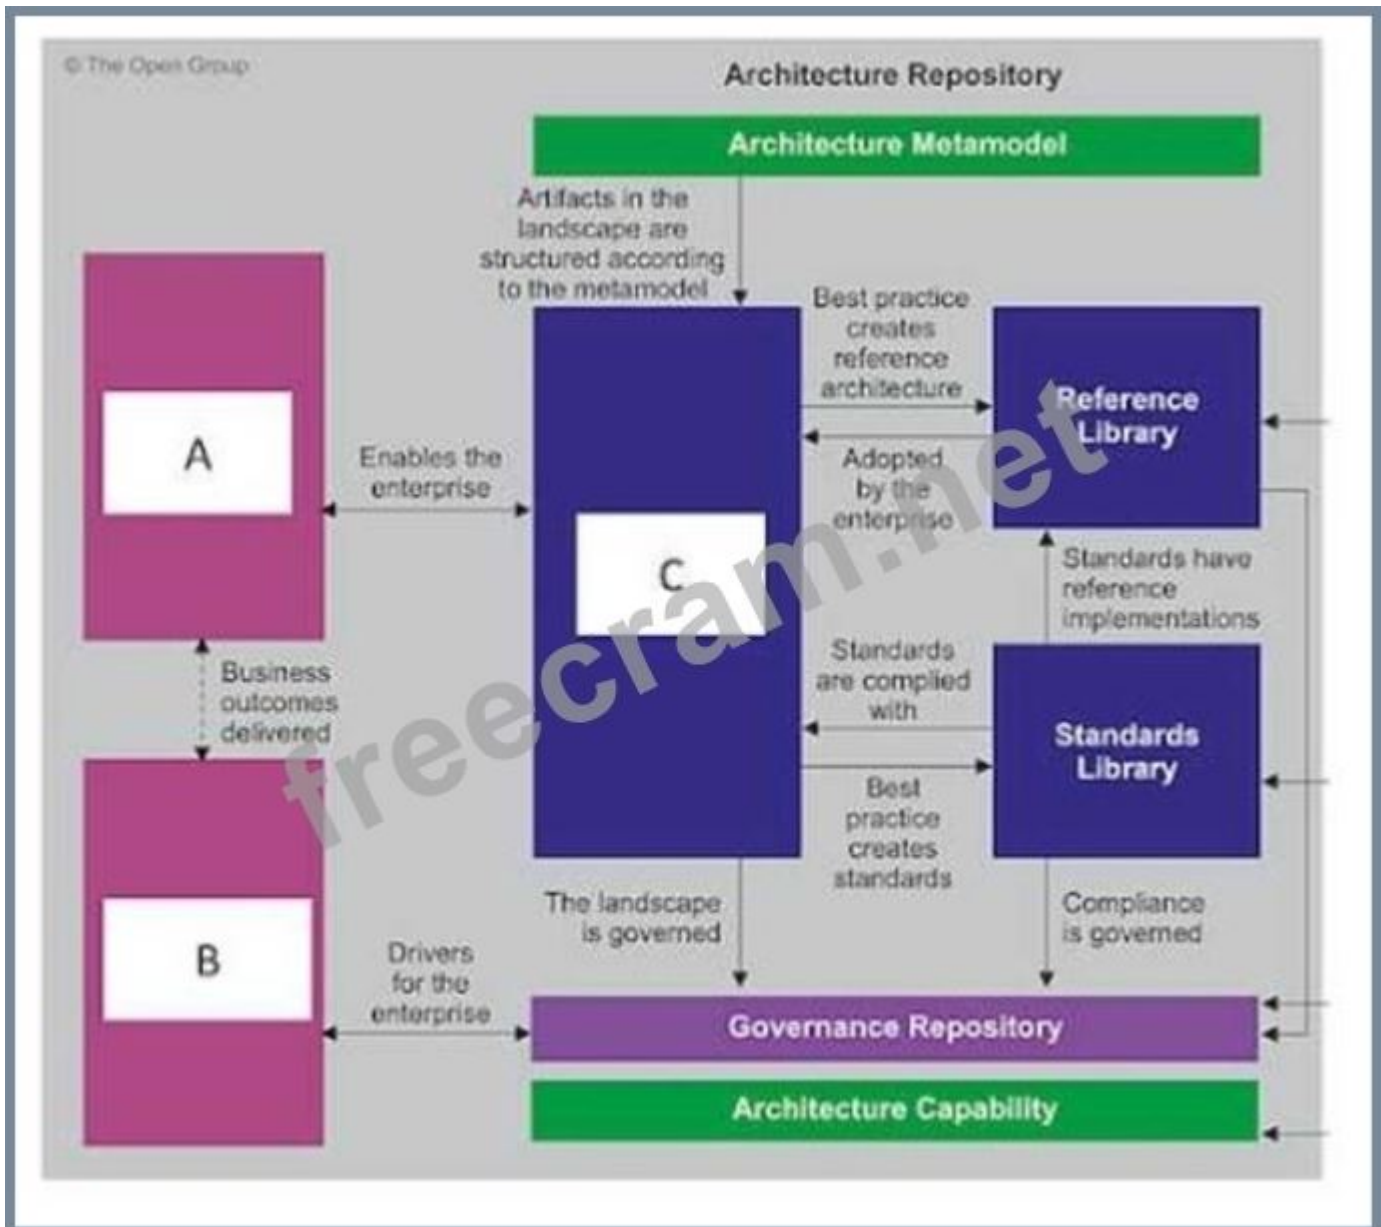 © The Open Group
Architecture Repository
Architecture Metamodel
Artifacts in the
landscape are
structured according
to the metamodel
Best practice
creates
reference
architecture
Reference
Library
A
Enables the
enterprise
C
Adopted
by the
enterprise
Standards have
reference
implementations
Business
outcomes
delivered
Standards
are complied
with
Standards
Library
Best
practice
creates
standards
B
Drivers
for the
enterprise
The landscape
is governed
Compliance
is governed
Governance Repository
Architecture Capability
freecram.net